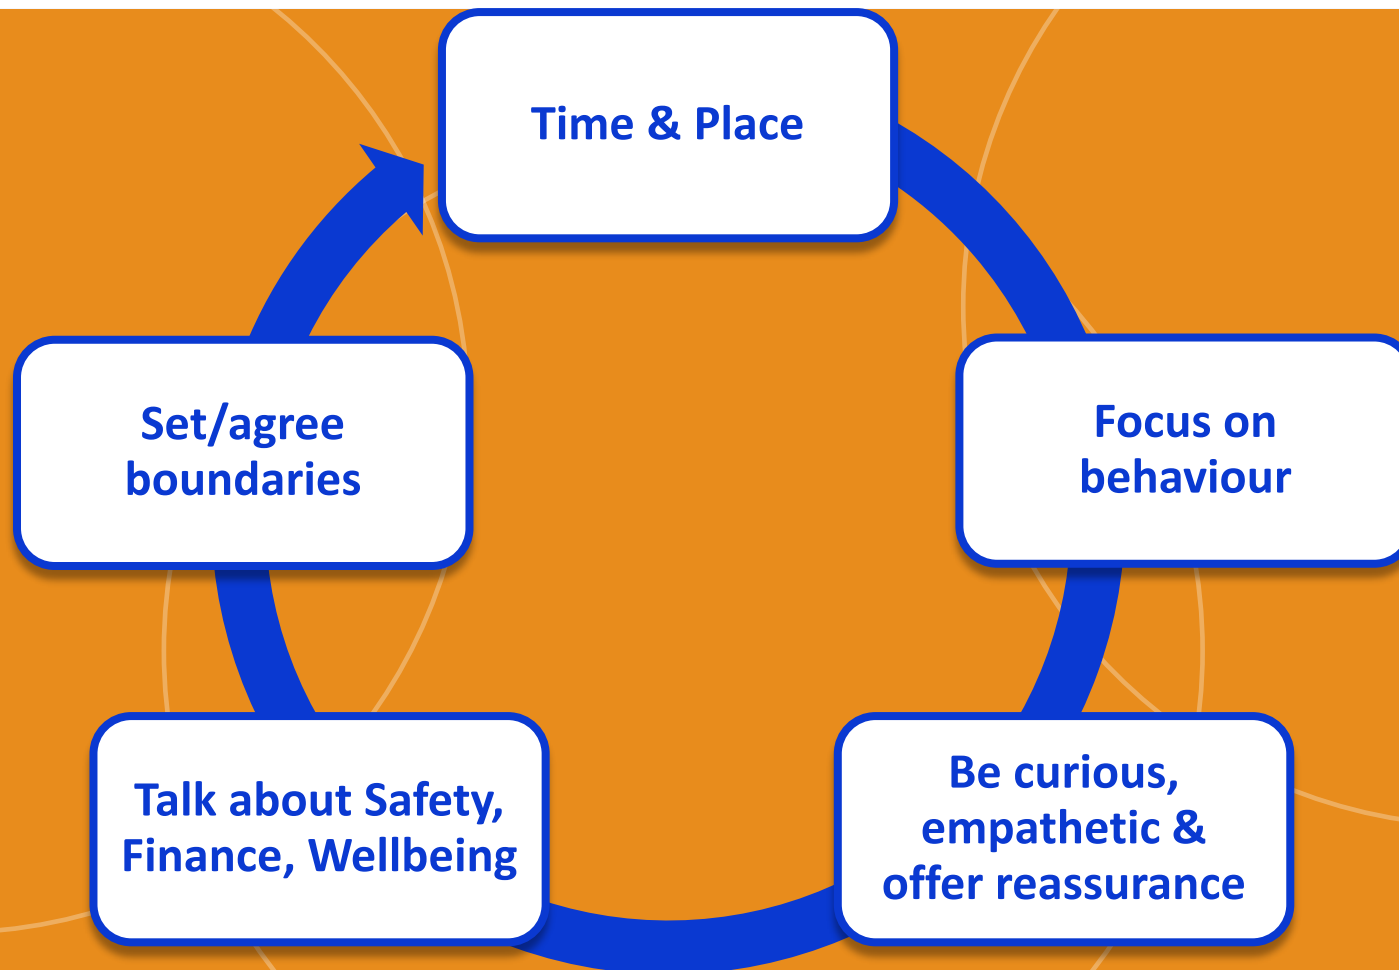 Time & Place
Focus on
behaviour
Be curious,
empathetic &
offer reassurance
Talk about Safety,
Finance, Wellbeing
Set/agree
boundaries